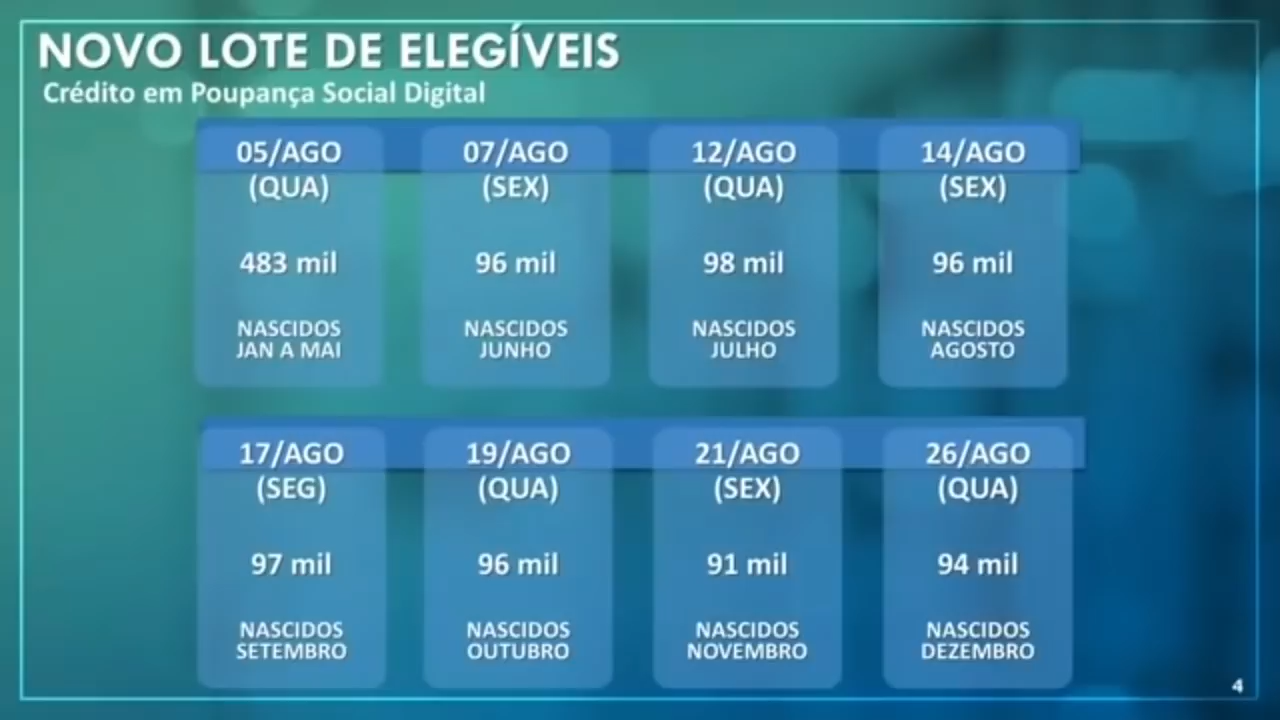 NOVO LOTE DE ELEGÍVEIS
Crédito em Poupança Social Digital
05/AGO
(QUA)
483 mil
NASCIDOS
JAN A MAI
07/AGO
(SEX)
96 mil
NASCIDOS
JUNHO
12/AGO
(QUA)
98 mil
NASCIDOS
JULHO
14/AGO
(SEX)
96 mil
NASCIDOS
AGOSTO
17/AGO
(SEG)
97 mil
NASCIDOS
SETEMBRO
19/AGO
(QUA)
96 mil
NASCIDOS
OUTUBRO
21/AGO
(SEX)
91 mil
NASCIDOS
NOVEMBRO
26/AGO
(QUA)
94 mil
NASCIDOS
DEZEMBRO
4